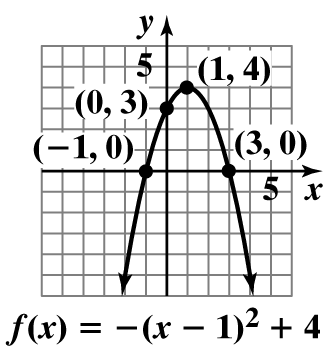 y
5
(1, 4)
(0, 3)
(−1, 0)
(3, 0)
5
x
f(x) = −(x − 1)² + 4